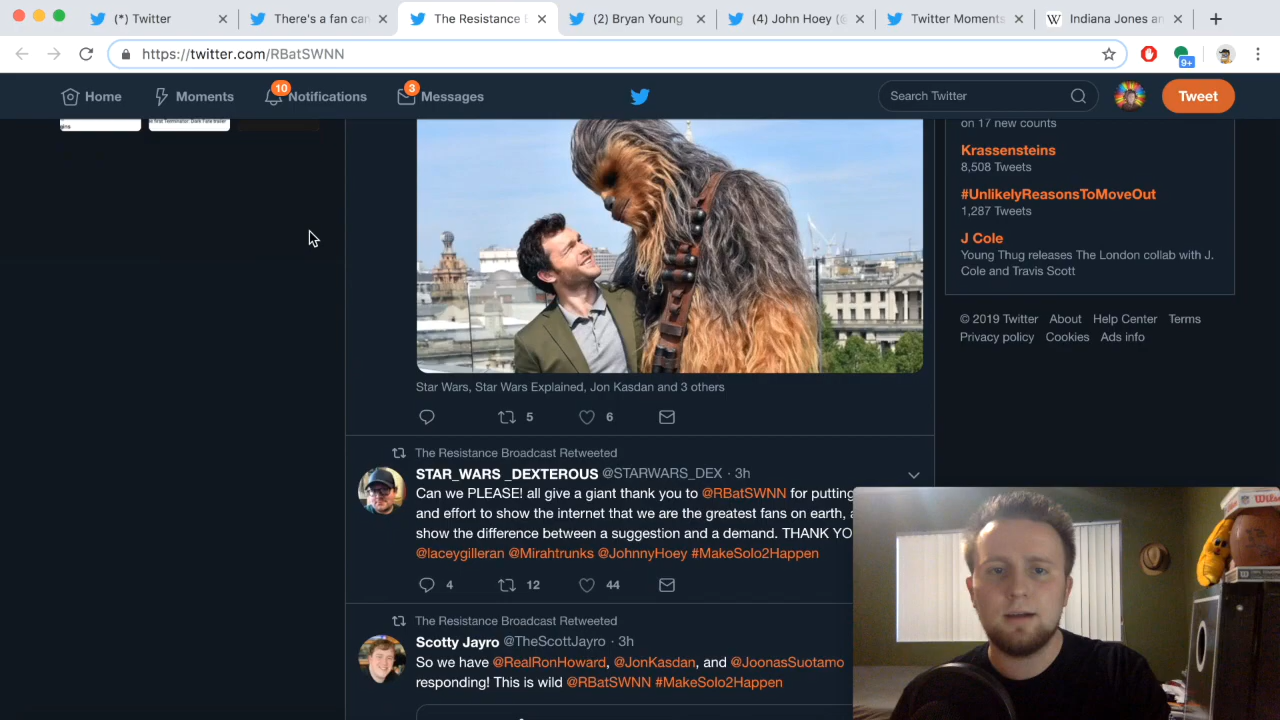 (*) Twitter
There's a fan can
The Resistance
(2) Bryan Young
(4) John Hoey (@
Twitter Moments
Indiana Jones an
https://twitter.com/RBatSWNN
9+
Home
Moments
10
Notifications
3
Messages
Search Twitter
Tweet
on 17 new counts
Krassensteins
8,508 Tweets
#UnlikelyReasonsToMoveOut
1,287 Tweets
J Cole
Young Thug releases The London collab with J.
Cole and Travis Scott
© 2019 Twitter About Help Center Terms
Privacy policy Cookies Ads info
Star Wars, Star Wars Explained, Jon Kasdan and 3 others
5
6
The Resistance Broadcast Retweeted
STAR_WARS _DEXTEROUS @STARWARS_DEX · 3h
Can we PLEASE! all give a giant thank you to @RBatSWNN for putting
and effort to show the internet that we are the greatest fans on earth,
show the difference between a suggestion and a demand. THANK YO
@laceygilleran @Mirahtrunks @JohnnyHoey #MakeSolo2Happen
4
12
44
The Resistance Broadcast Retweeted
Scotty Jayro @TheScottJayro · 3h
So we have @RealRonHoward, @JonKasdan, and @JoonasSuotamo
responding! This is wild @RBatSWNN #MakeSolo2Happen
Wilson